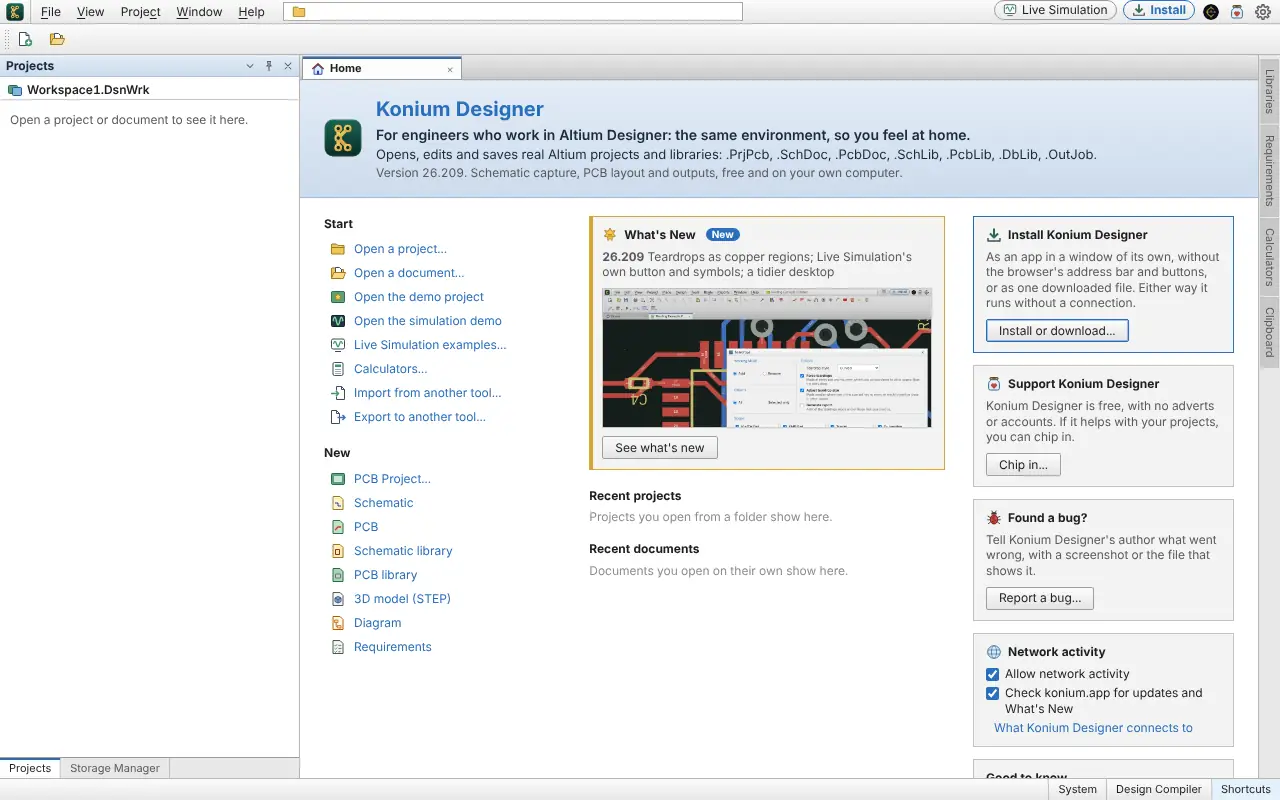 File View Project Window Help
Live Simulation
Install
Projects
Workspace1.DsnWrk
Open a project or document to see it here.
Projects
Storage Manager
Home
Konium Designer
For engineers who work in Altium Designer: the same environment, so you feel at home.
Opens, edits and saves real Altium projects and libraries: .PrjPcb, .SchDoc, .PcbDoc, .SchLib, .PcbLib, .DbLib, .OutJob.
Version 26.209. Schematic capture, PCB layout and outputs, free and on your own computer.
Start
Open a project...
Open a document...
Open the demo project
Open the simulation demo
Live Simulation examples...
Calculators...
Import from another tool...
Export to another tool...
New
PCB Project...
Schematic
PCB
Schematic library
PCB library
3D model (STEP)
Diagram
Requirements
What's New New
26.209 Teardrops as copper regions; Live Simulation's
own button and symbols; a tidier desktop
C4
See what's new
Recent projects
Projects you open from a folder show here.
Recent documents
Documents you open on their own show here.
Install Konium Designer
As an app in a window of its own, without
the browser's address bar and buttons,
or as one downloaded file. Either way it
runs without a connection.
Install or download...
Support Konium Designer
Konium Designer is free, with no adverts
or accounts. If it helps with your projects,
you can chip in.
Chip in...
Found a bug?
Tell Konium Designer's author what went
wrong, with a screenshot or the file that
shows it.
Report a bug...
Network activity
Allow network activity
Check konium.app for updates and
What's New
What Konium Designer connects to
Good to know
Libraries
Requirements
Calculators
Clipboard
System
Design Compiler
Shortcuts